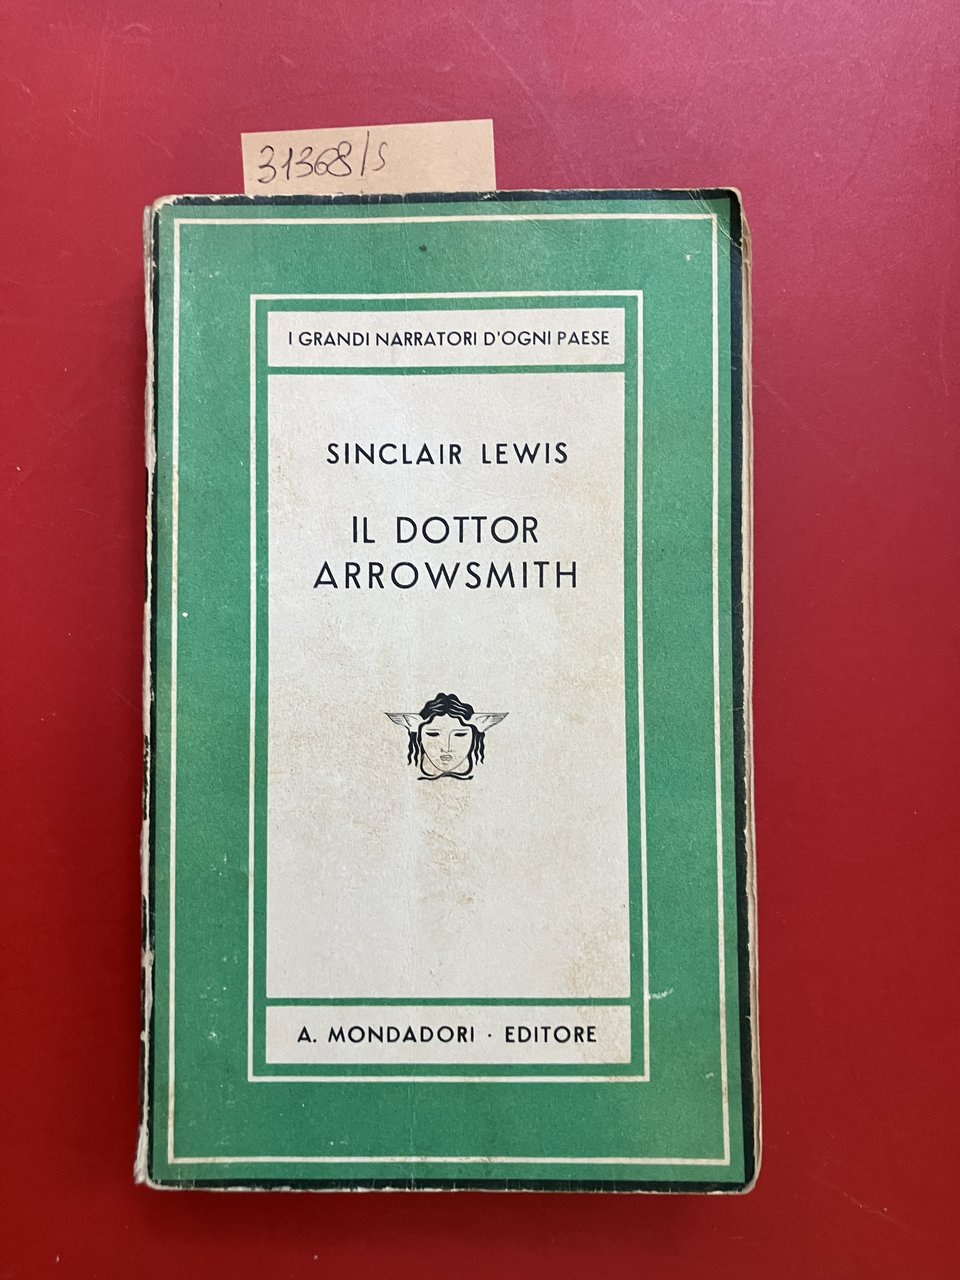 31368/s
I GRANDI NARRATORI D'OGNI PAESE
SINCLAIR LEWIS
IL DOTTOR
ARROWSMITH
A. MONDADORI · EDITORE